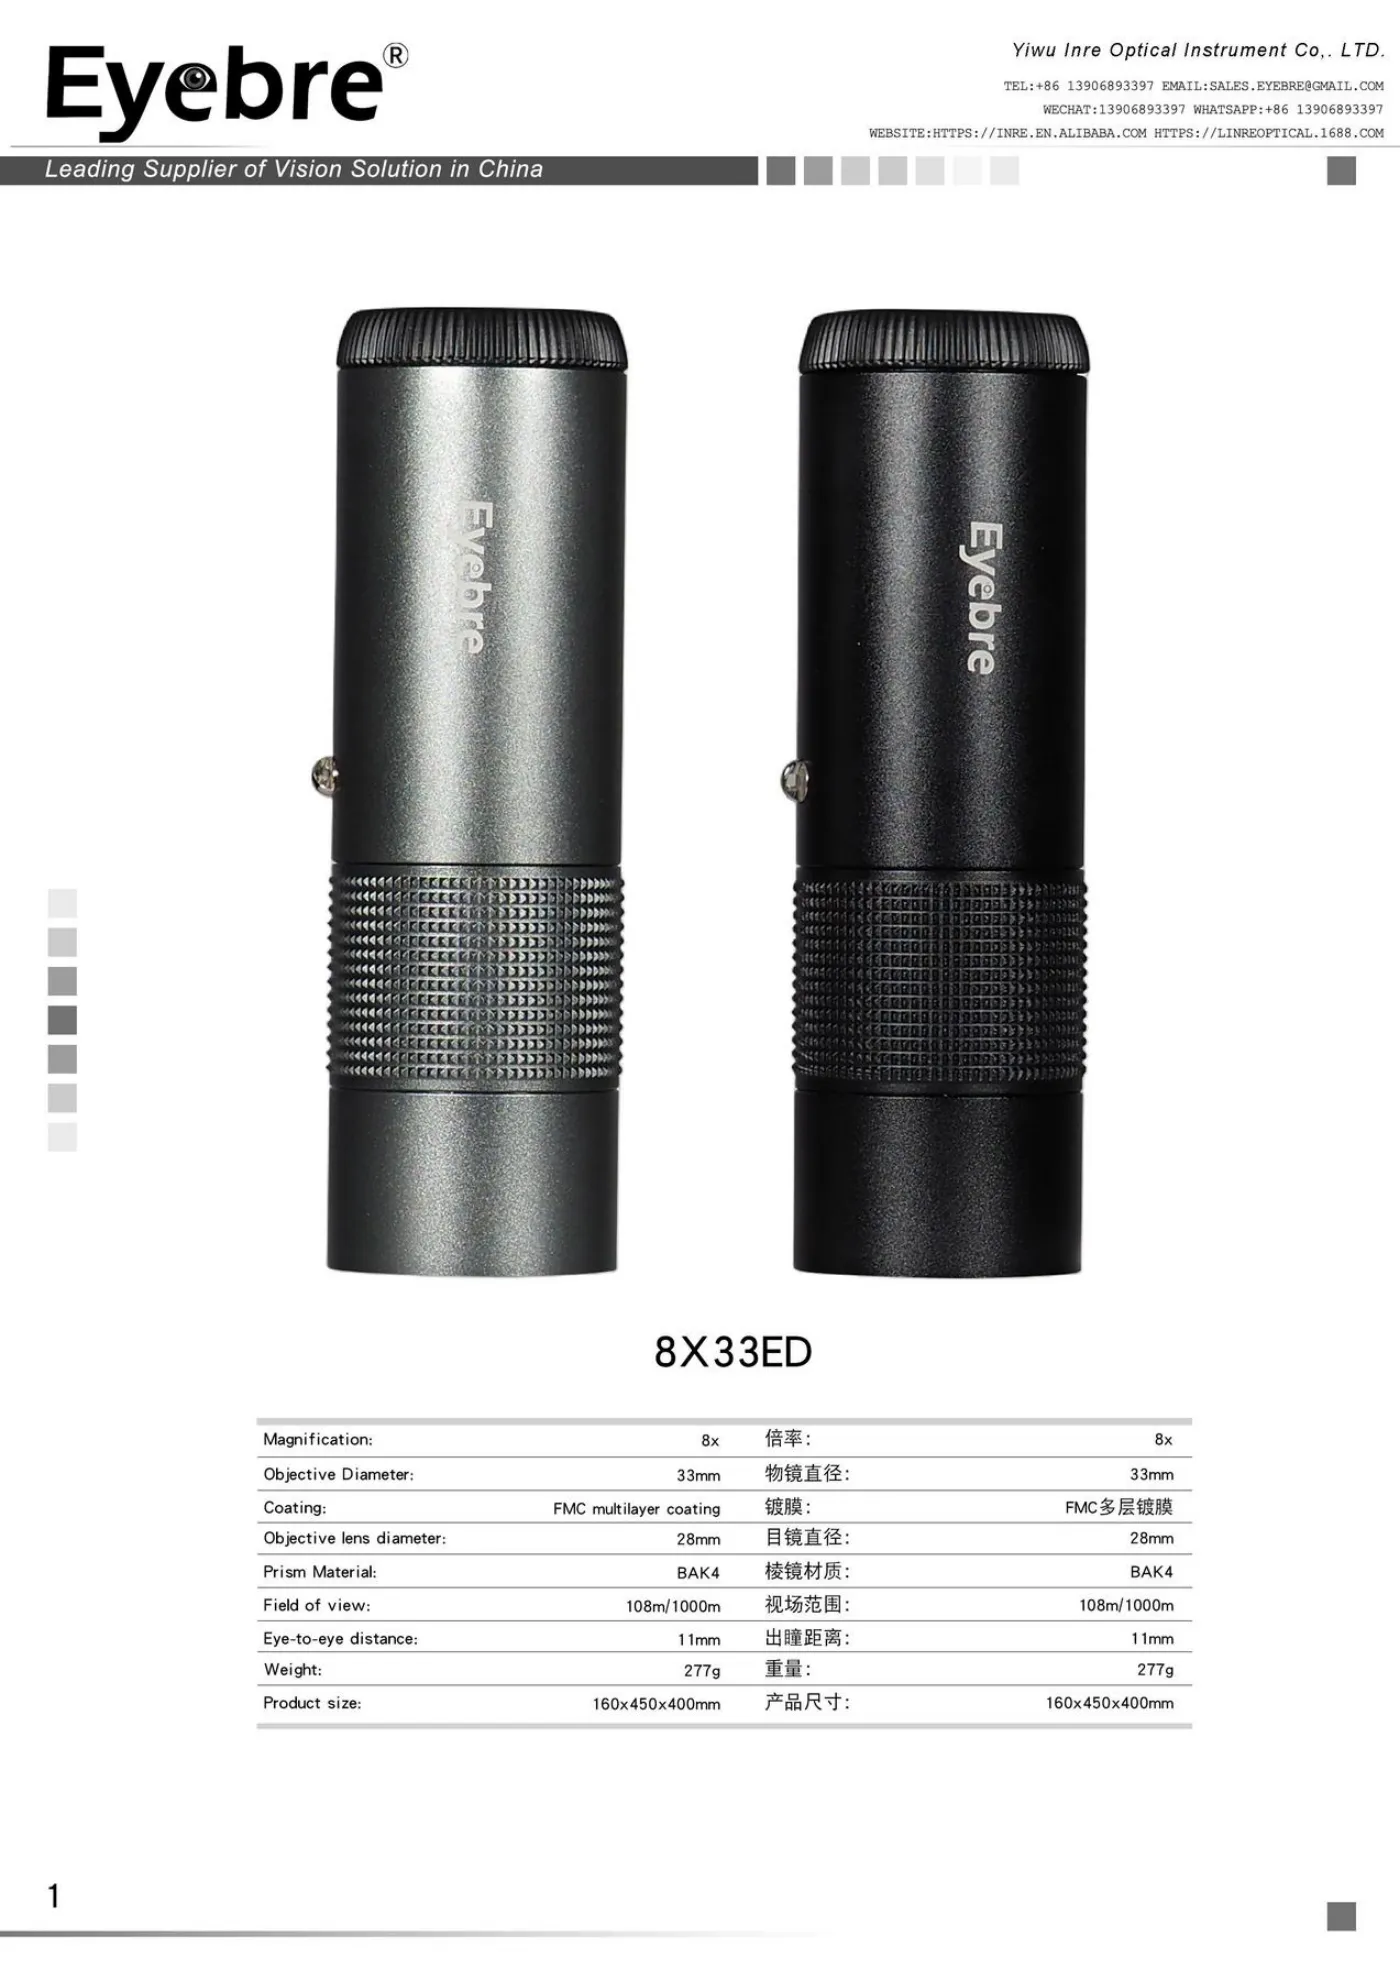 Eyebre®
Yiwu Inre Optical Instrument Co,. LTD.
TEL:+86 13906893397 EMAIL:SALES.EYEBRE@GMAIL.COM
WECHAT:13906893397 WHATSAPP:+86 13906893397
WEBSITE:HTTPS://INRE.EN.ALIBABA.COM HTTPS://LINREOPTICAL.1688.COM
Leading Supplier of Vision Solution in China
Eyebre
Eyebre
8X33ED
Magnification: 8x 倍率: 8x
Objective Diameter: 33mm 物镜直径: 33mm
Coating: FMC multilayer coating 镀膜: FMC多层镀膜
Objective lens diameter: 28mm 目镜直径: 28mm
Prism Material: BAK4 棱镜材质: BAK4
Field of view: 108m/1000m 视场范围: 108m/1000m
Eye-to-eye distance: 11mm 出瞳距离: 11mm
Weight: 277g 重量: 277g
Product size: 160x450x400mm 产品尺寸: 160x450x400mm
1